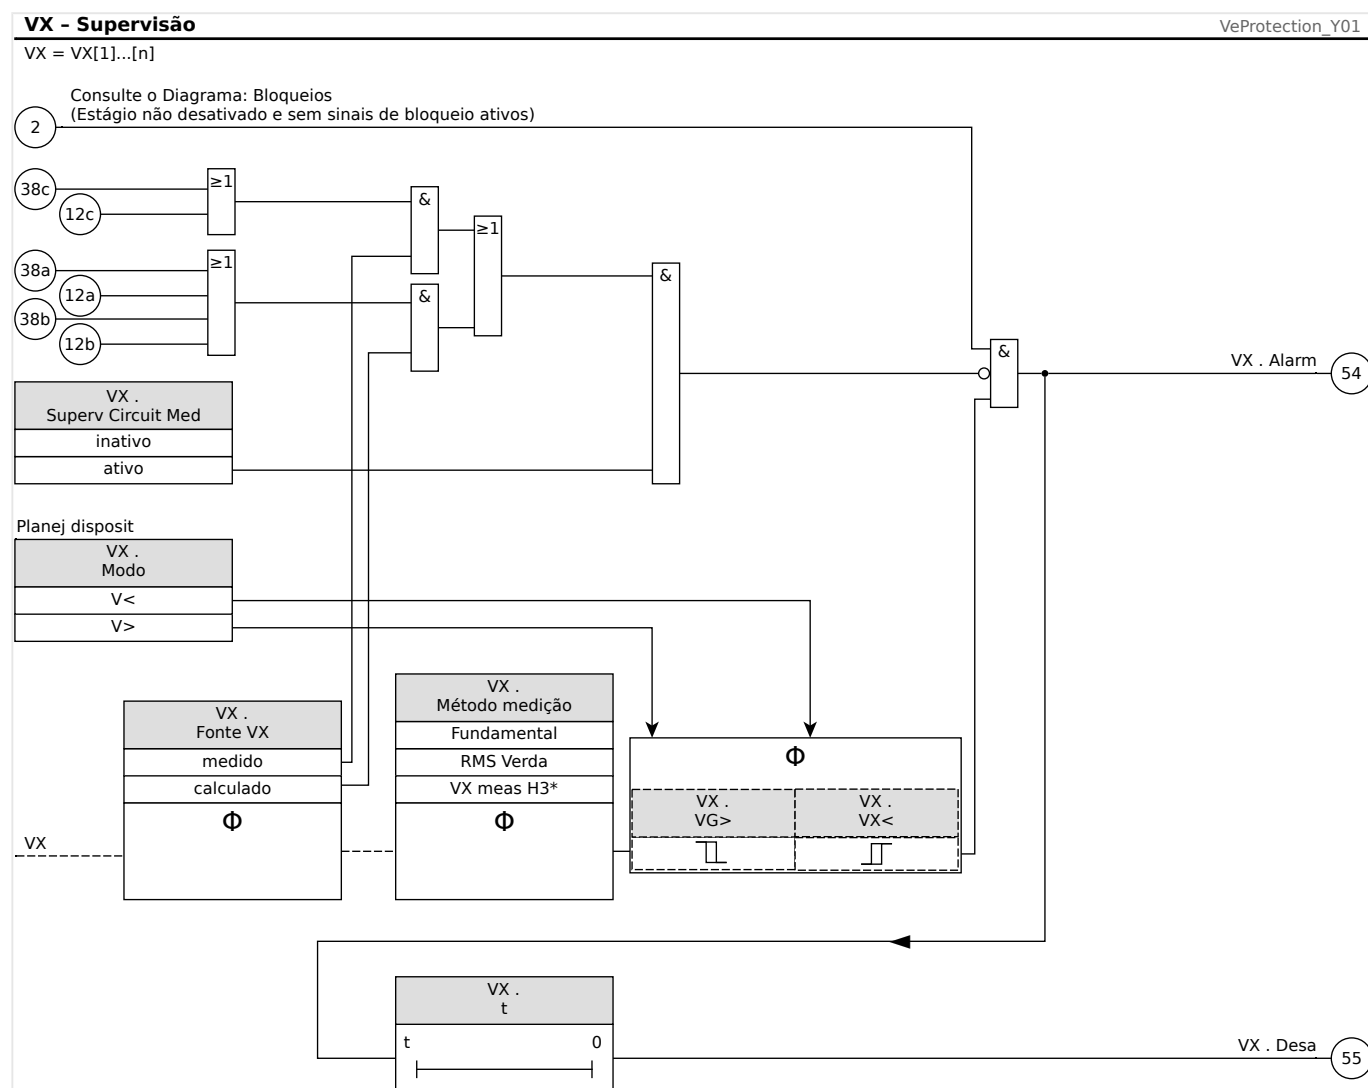 VX – Supervisão
VeProtection_Y01
VX = VX[1]...[n]
Consulte o Diagrama: Bloqueios
(Estágio não desativado e sem sinais de bloqueio ativos)
2
38c
≥1
12c
&
≥1
38a
≥1
12a
38b
12b
&
&
&
VX . Alarm
54
VX .
Superv Circuit Med
inativo
ativo
Planej disposit
VX .
Modo
V<
V>
VX .
Fonte VX
medido
calculado
Φ
VX
VX .
Método medição
Fundamental
RMS Verda
VX meas H3*
Φ
Φ
VX .
VG>
VX .
VX<
VX .
t
t
0
VX . Desa
55